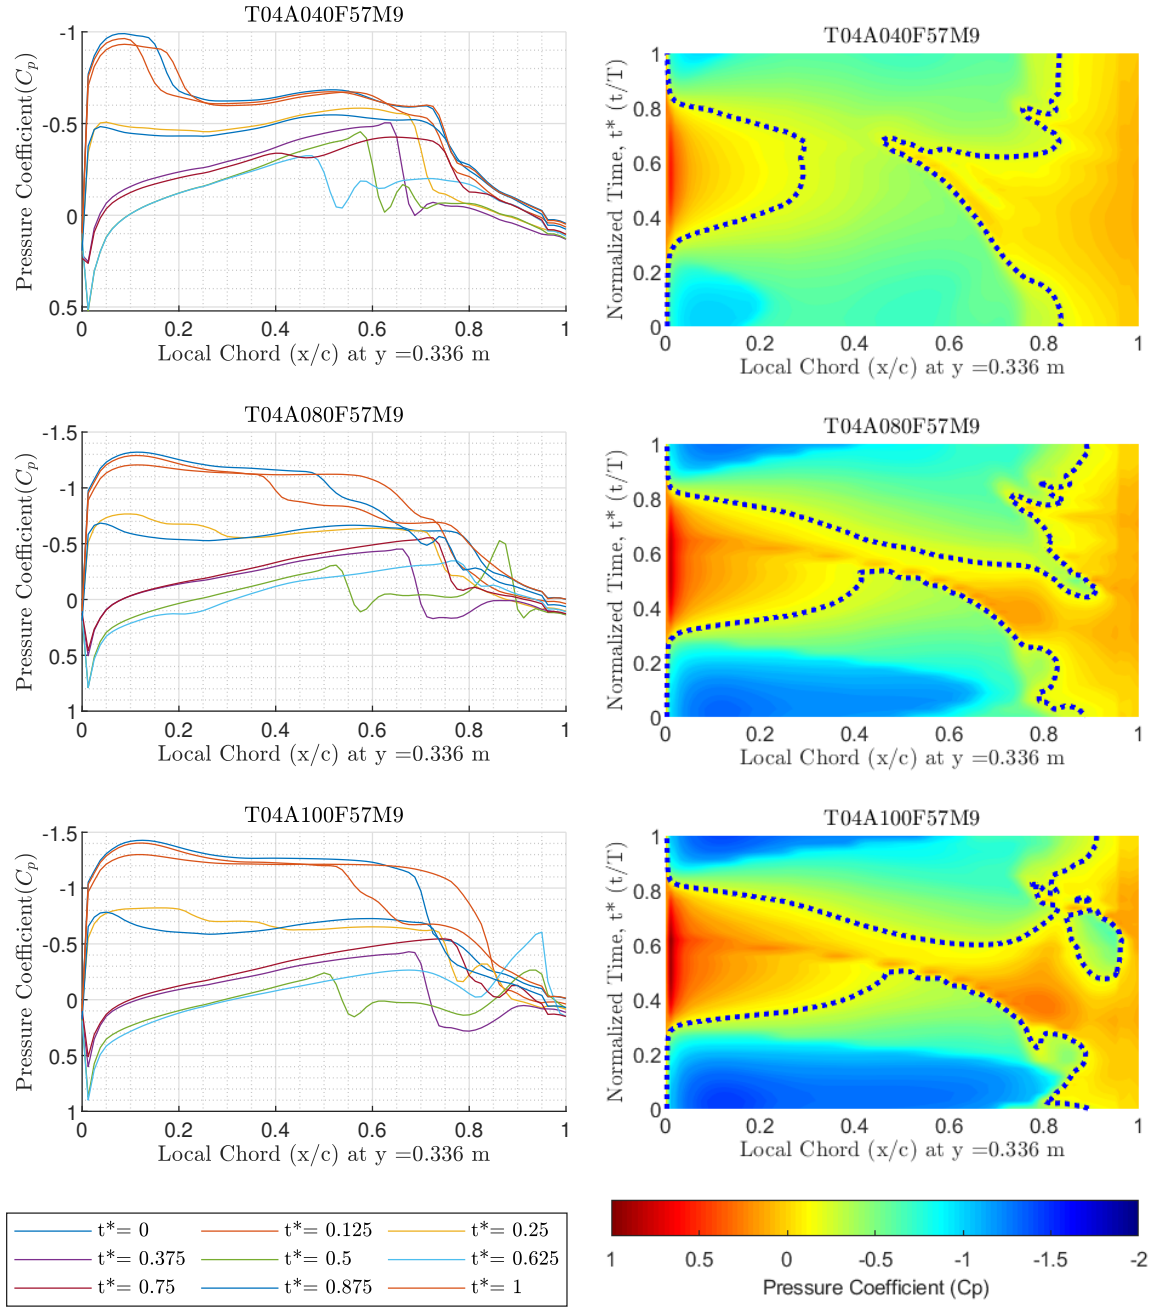 T04A040F57M9
Pressure Coefficient(Cp)
-1
-0.5
0
0.5
0 0.2 0.4 0.6 0.8 1
Local Chord (x/c) at y =0.336 m
T04A040F57M9
Normalized Time, t* (t/T)
1
0.8
0.6
0.4
0.2
0
0 0.2 0.4 0.6 0.8 1
Local Chord (x/c) at y =0.336 m
T04A080F57M9
Pressure Coefficient(Cp)
-1.5
-1
-0.5
0
0.5
1
0 0.2 0.4 0.6 0.8 1
Local Chord (x/c) at y =0.336 m
T04A080F57M9
Normalized Time, t* (t/T)
1
0.8
0.6
0.4
0.2
0
0 0.2 0.4 0.6 0.8 1
Local Chord (x/c) at y =0.336 m
T04A100F57M9
Pressure Coefficient(Cp)
-1.5
-1
-0.5
0
0.5
1
0 0.2 0.4 0.6 0.8 1
Local Chord (x/c) at y =0.336 m
T04A100F57M9
Normalized Time, t* (t/T)
1
0.8
0.6
0.4
0.2
0
0 0.2 0.4 0.6 0.8 1
Local Chord (x/c) at y =0.336 m
t*= 0 t*= 0.125 t*= 0.25
t*= 0.375 t*= 0.5 t*= 0.625
t*= 0.75 t*= 0.875 t*= 1
1 0.5 0 -0.5 -1 -1.5 -2
Pressure Coefficient (Cp)